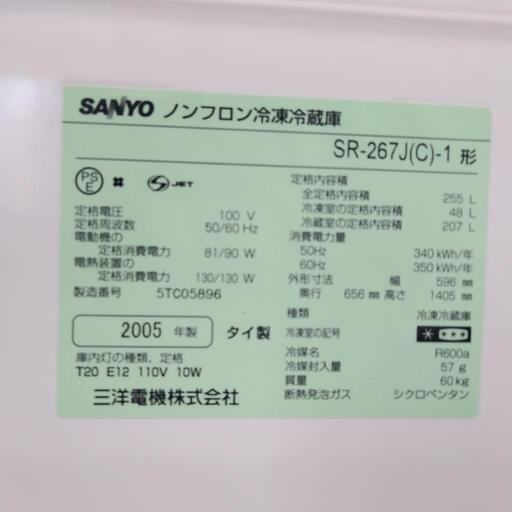 SANYO ノンフロン冷凍冷蔵庫
SR-267J(C)-1 形
PS E JET
定格電圧 100 V
定格周波数 50/60 Hz
電動機の
定格消費電力 81/90 W
電熱装置の
定格消費電力 130/130 W
製造番号 5TC05896
2005 年製 タイ製
庫内灯の種類、定格
T20 E12 110V 10W
三洋電機株式会社
定格内容積
全定格内容積 255 L
冷凍室の定格内容積 48 L
冷蔵室の定格内容積 207 L
消費電力量
50Hz 340 kWh/年
60Hz 350 kWh/年
外形寸法 幅 596 mm
奥行 656 mm 高さ 1405 mm
種類 冷凍冷蔵庫
冷凍室の記号
冷媒名 R600a
冷媒封入量 57 g
質量 60 kg
断熱発泡ガス シクロペンタン